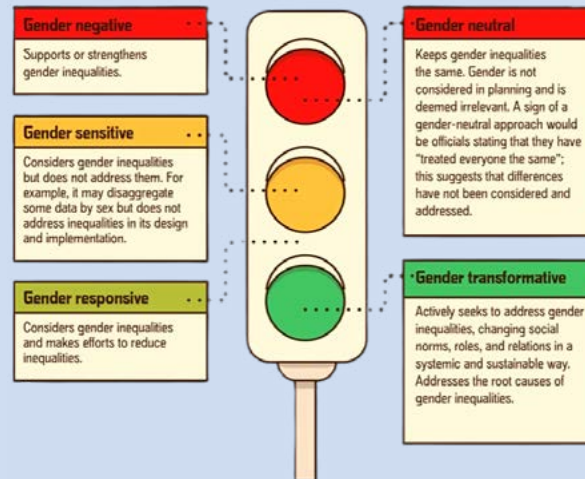 Gender negative
Supports or strengthens
gender inequalities.
Gender sensitive
Considers gender inequalities
but does not address them. For
example, it may disaggregate
some data by sex but does not
address inequalities in its design
and implementation.
Gender responsive
Considers gender inequalities
and makes efforts to reduce
inequalities.
Gender neutral
Keeps gender inequalities
the same. Gender is not
considered in planning and is
deemed irrelevant. A sign of a
gender-neutral approach would
be officials stating that they have
“treated everyone the same”;
this suggests that differences
have not been considered and
addressed.
Gender transformative
Actively seeks to address gender
inequalities, changing social
norms, roles, and relations in a
systemic and sustainable way.
Addresses the root causes of
gender inequalities.